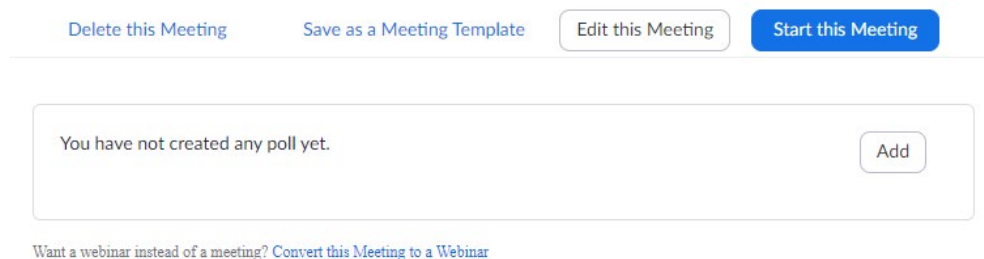 Delete this Meeting Save as a Meeting Template Edit this Meeting Start this Meeting
You have not created any poll yet. Add
Want a webinar instead of a meeting? Convert this Meeting to a Webinar